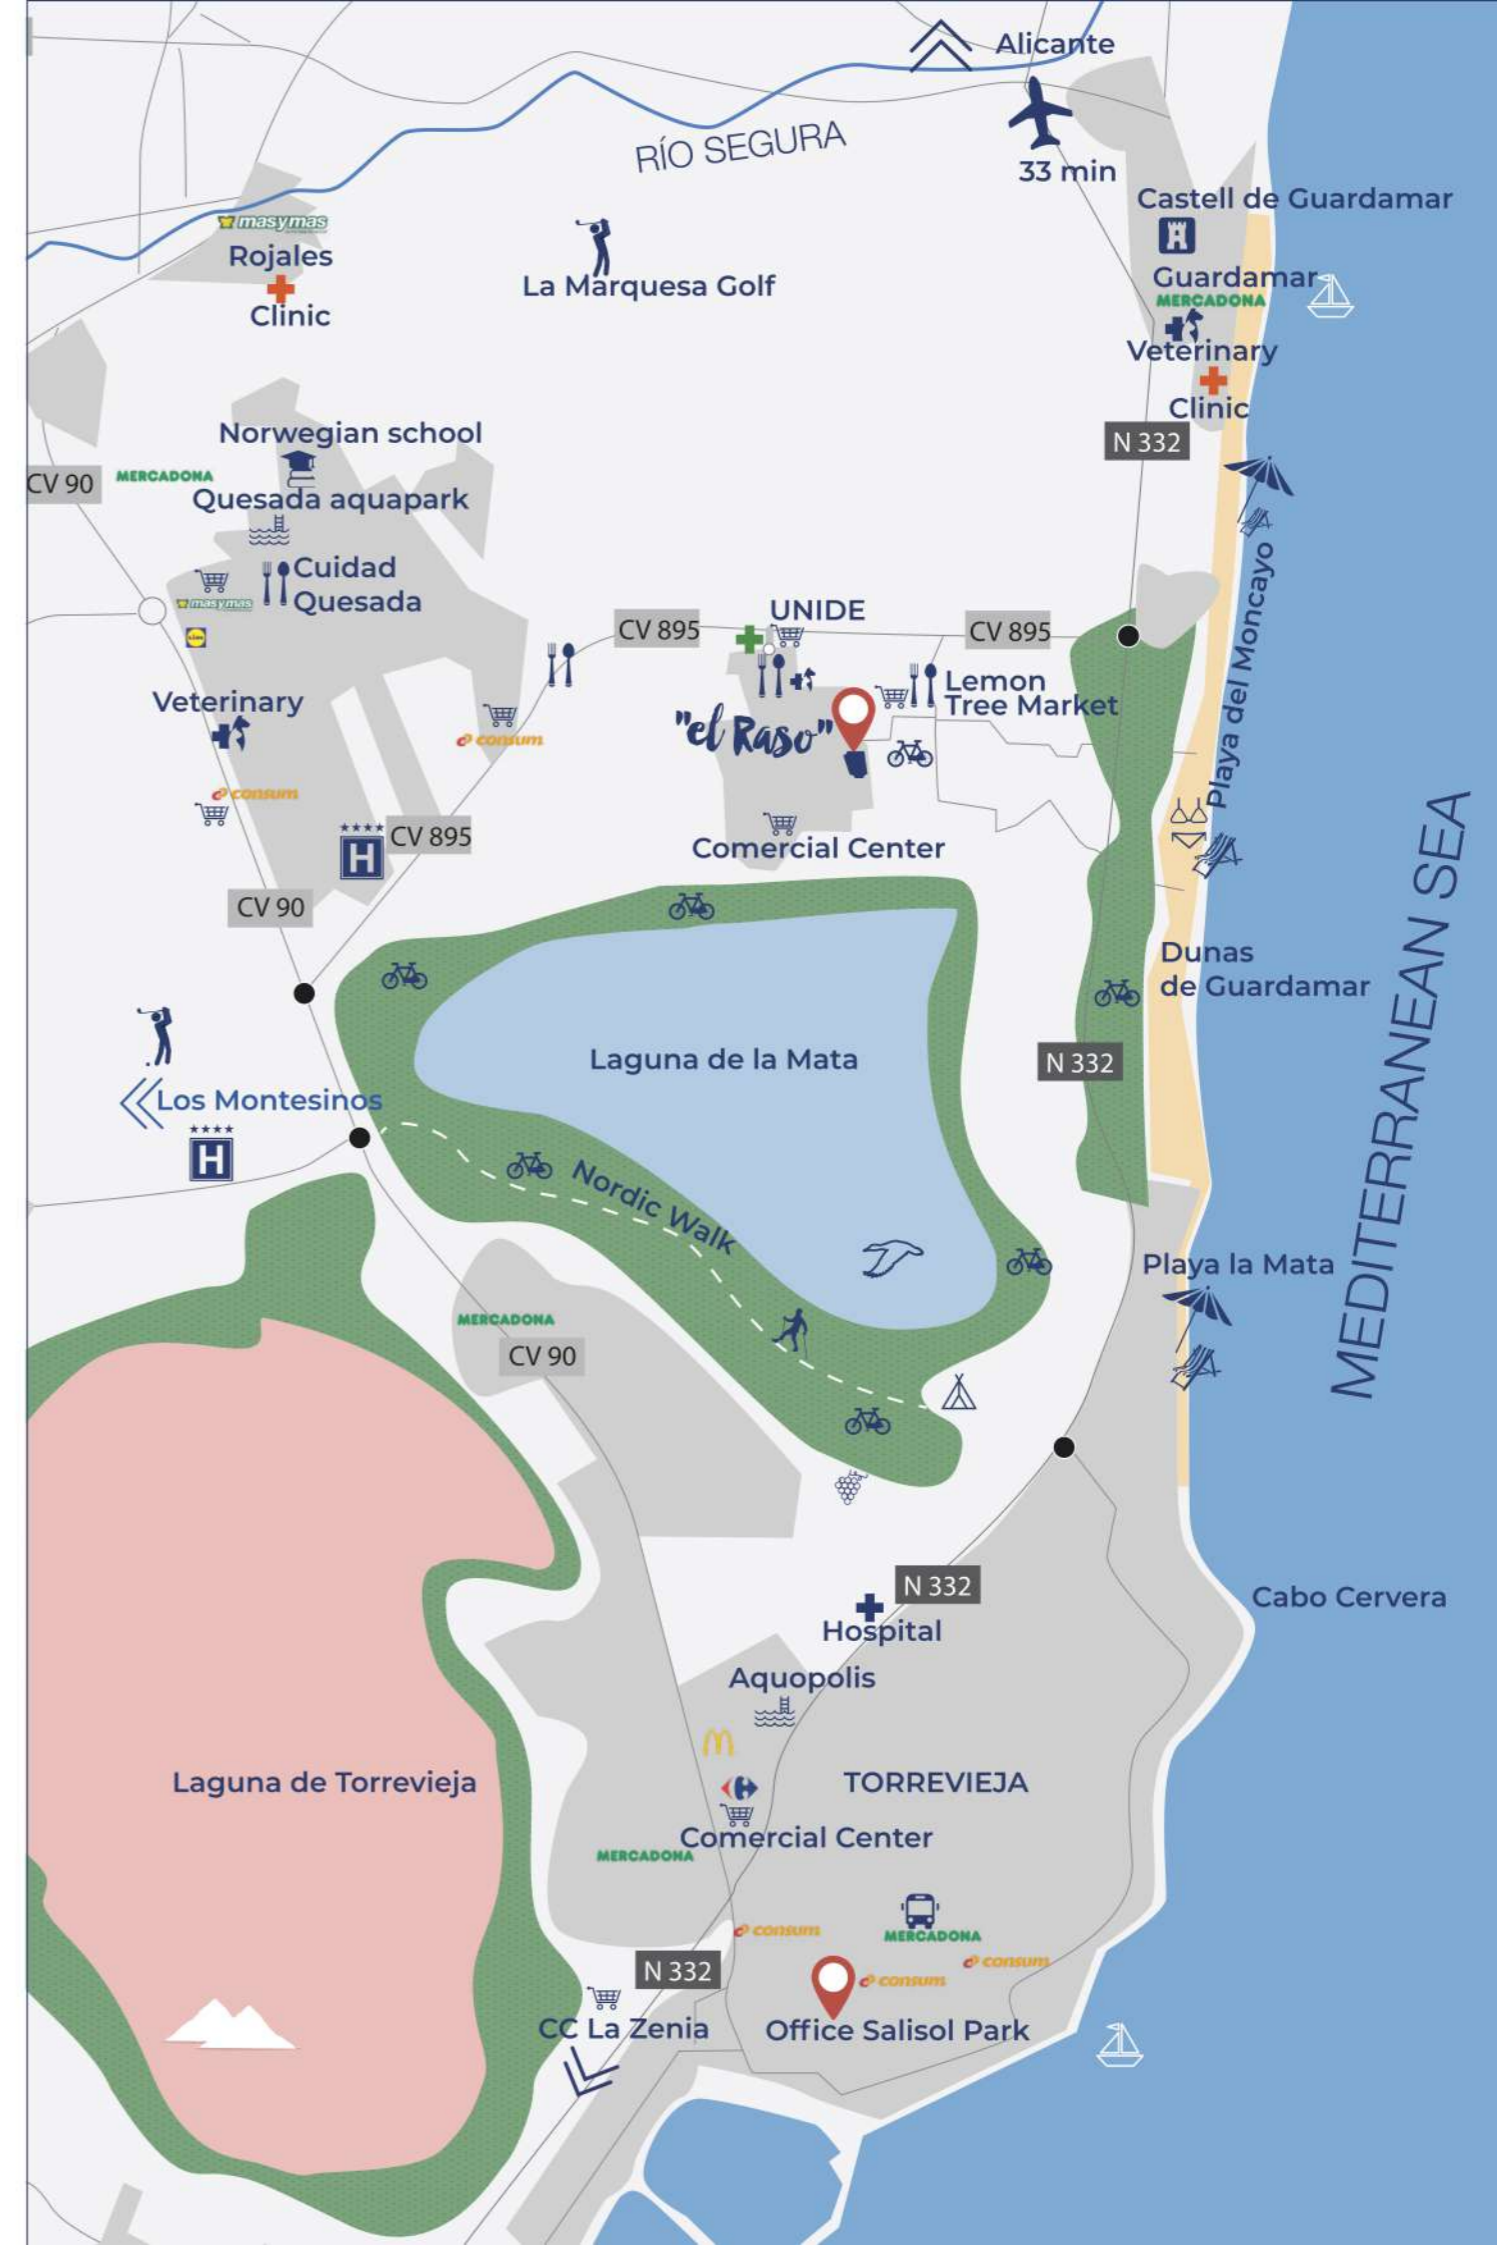 Alicante
RÍO SEGURA
33 min
Castell de Guardamar
masymas
Rojales
Clinic
La Marquesa Golf
Guardamar
MERCADONA
Veterinary
Clinic
N 332
Norwegian school
CV 90
MERCADONA
Quesada aquapark
Cuidad
Quesada
masymas
LIDL
UNIDE
CV 895
CV 895
Playa del Moncayo
Lemon
Tree Market
Veterinary
consum
"el Raso"
consum
H
CV 895
Comercial Center
CV 90
MEDITERRANEAN SEA
Dunas
de Guardamar
Laguna de la Mata
N 332
Los Montesinos
H
Nordic Walk
Playa la Mata
MERCADONA
CV 90
N 332
Cabo Cervera
Hospital
Aquopolis
Laguna de Torrevieja
TORREVIEJA
Comercial Center
MERCADONA
consum
MERCADONA
consum
N 332
consum
CC La Zenia
Office Salisol Park